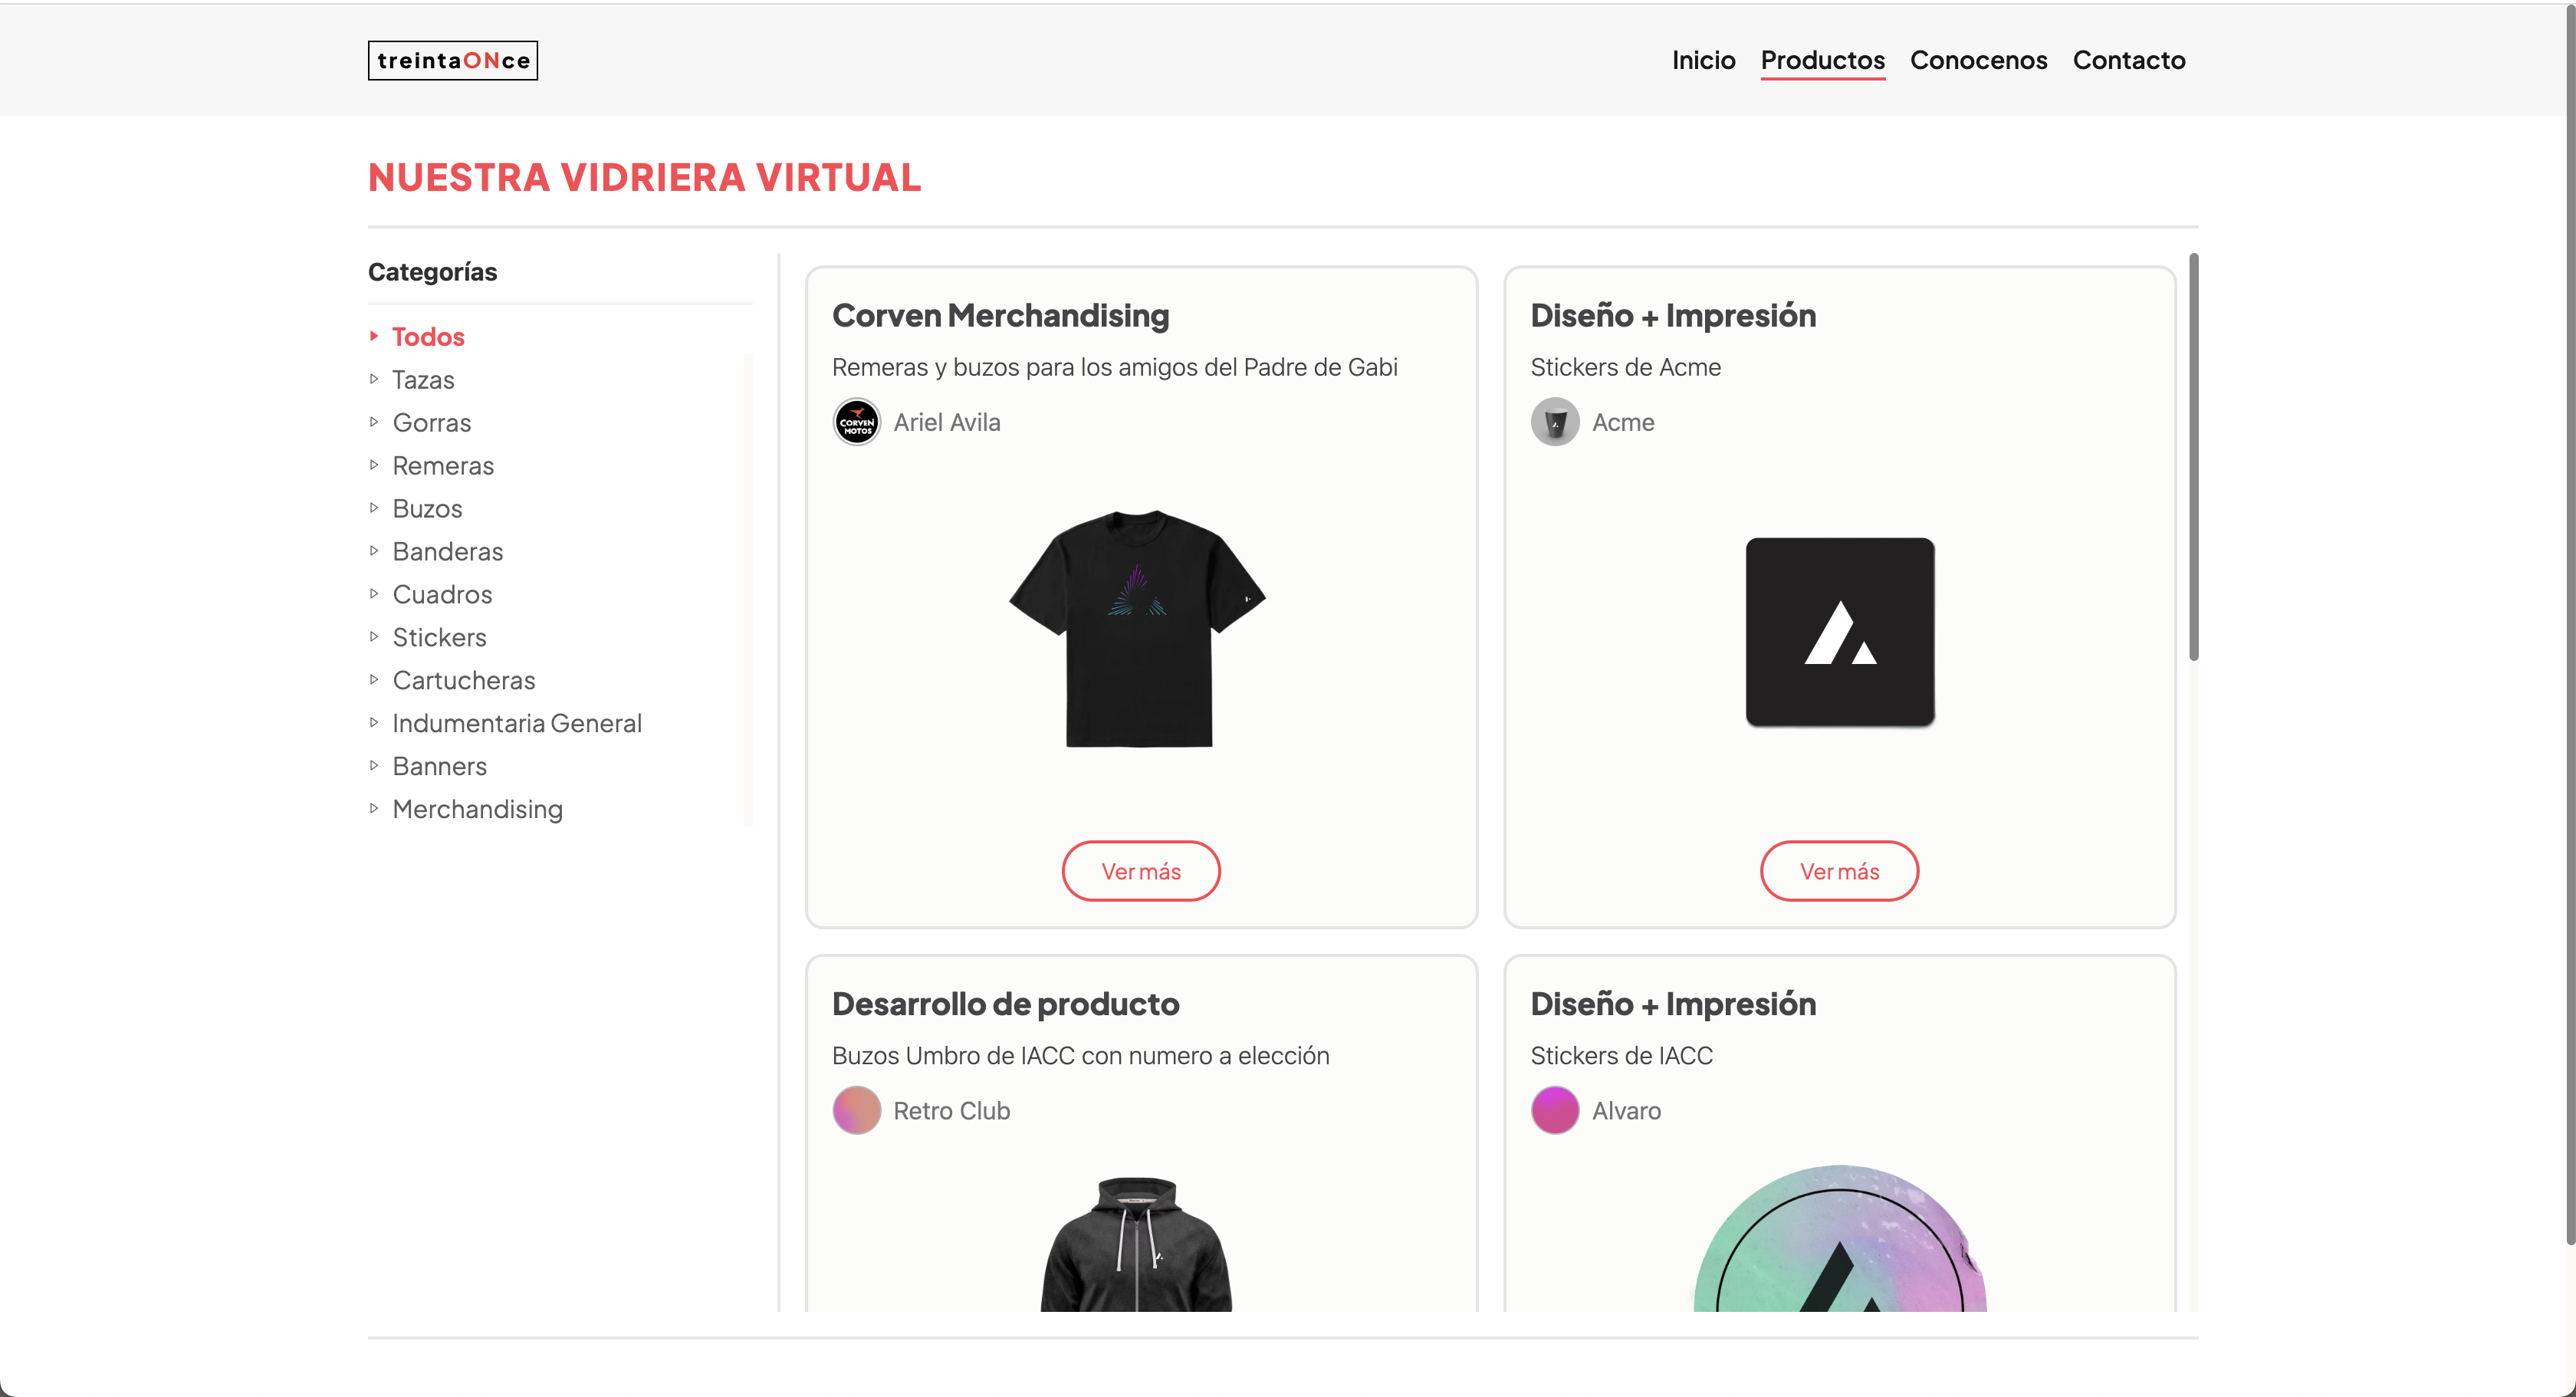 treintaONce
Inicio Productos Conocenos Contacto
NUESTRA VIDRIERA VIRTUAL
Categorías
Todos
Tazas
Gorras
Remeras
Buzos
Banderas
Cuadros
Stickers
Cartucheras
Indumentaria General
Banners
Merchandising
Corven Merchandising
Remeras y buzos para los amigos del Padre de Gabi
CORVEN
MOTOS
Ariel Avila
Ver más
Diseño + Impresión
Stickers de Acme
Acme
Ver más
Desarrollo de producto
Buzos Umbro de IACC con numero a elección
Retro Club
Diseño + Impresión
Stickers de IACC
Alvaro